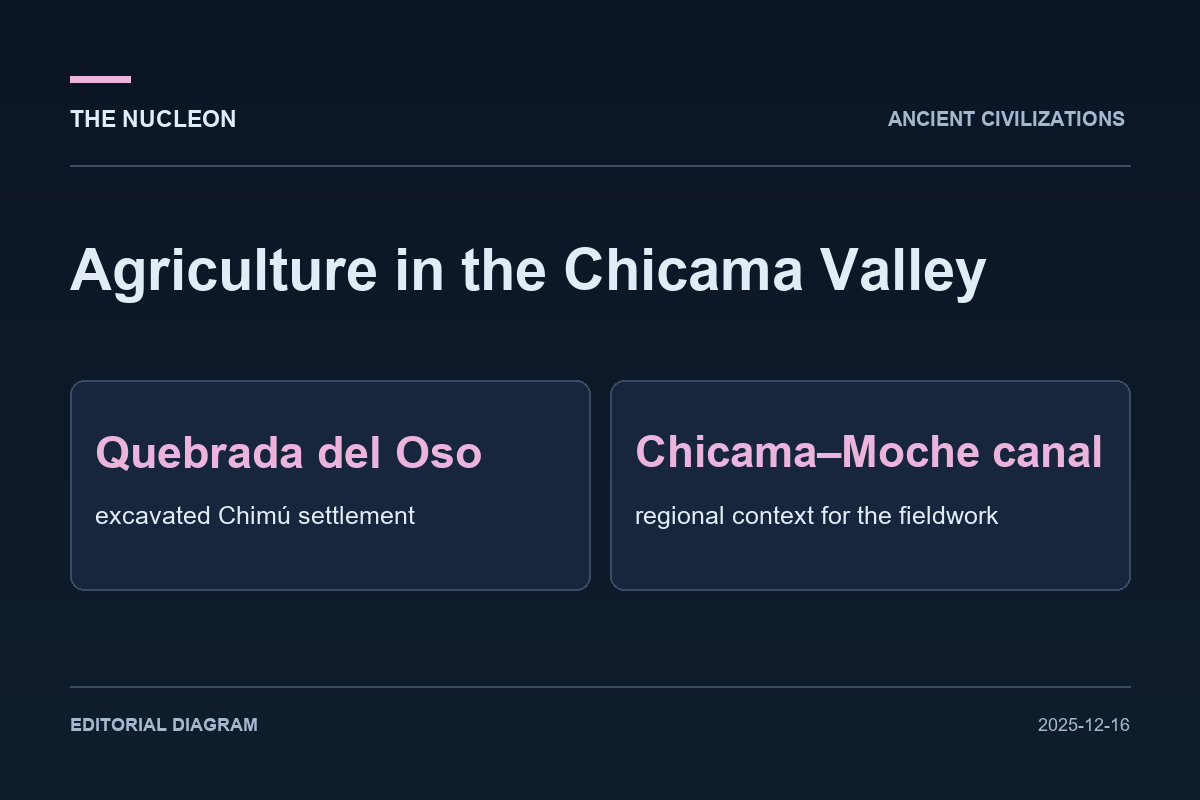 THE NUCLEON
ANCIENT CIVILIZATIONS
Agriculture in the Chicama Valley
Quebrada del Oso
excavated Chimú settlement
Chicama–Moche canal
regional context for the fieldwork
EDITORIAL DIAGRAM
2025-12-16